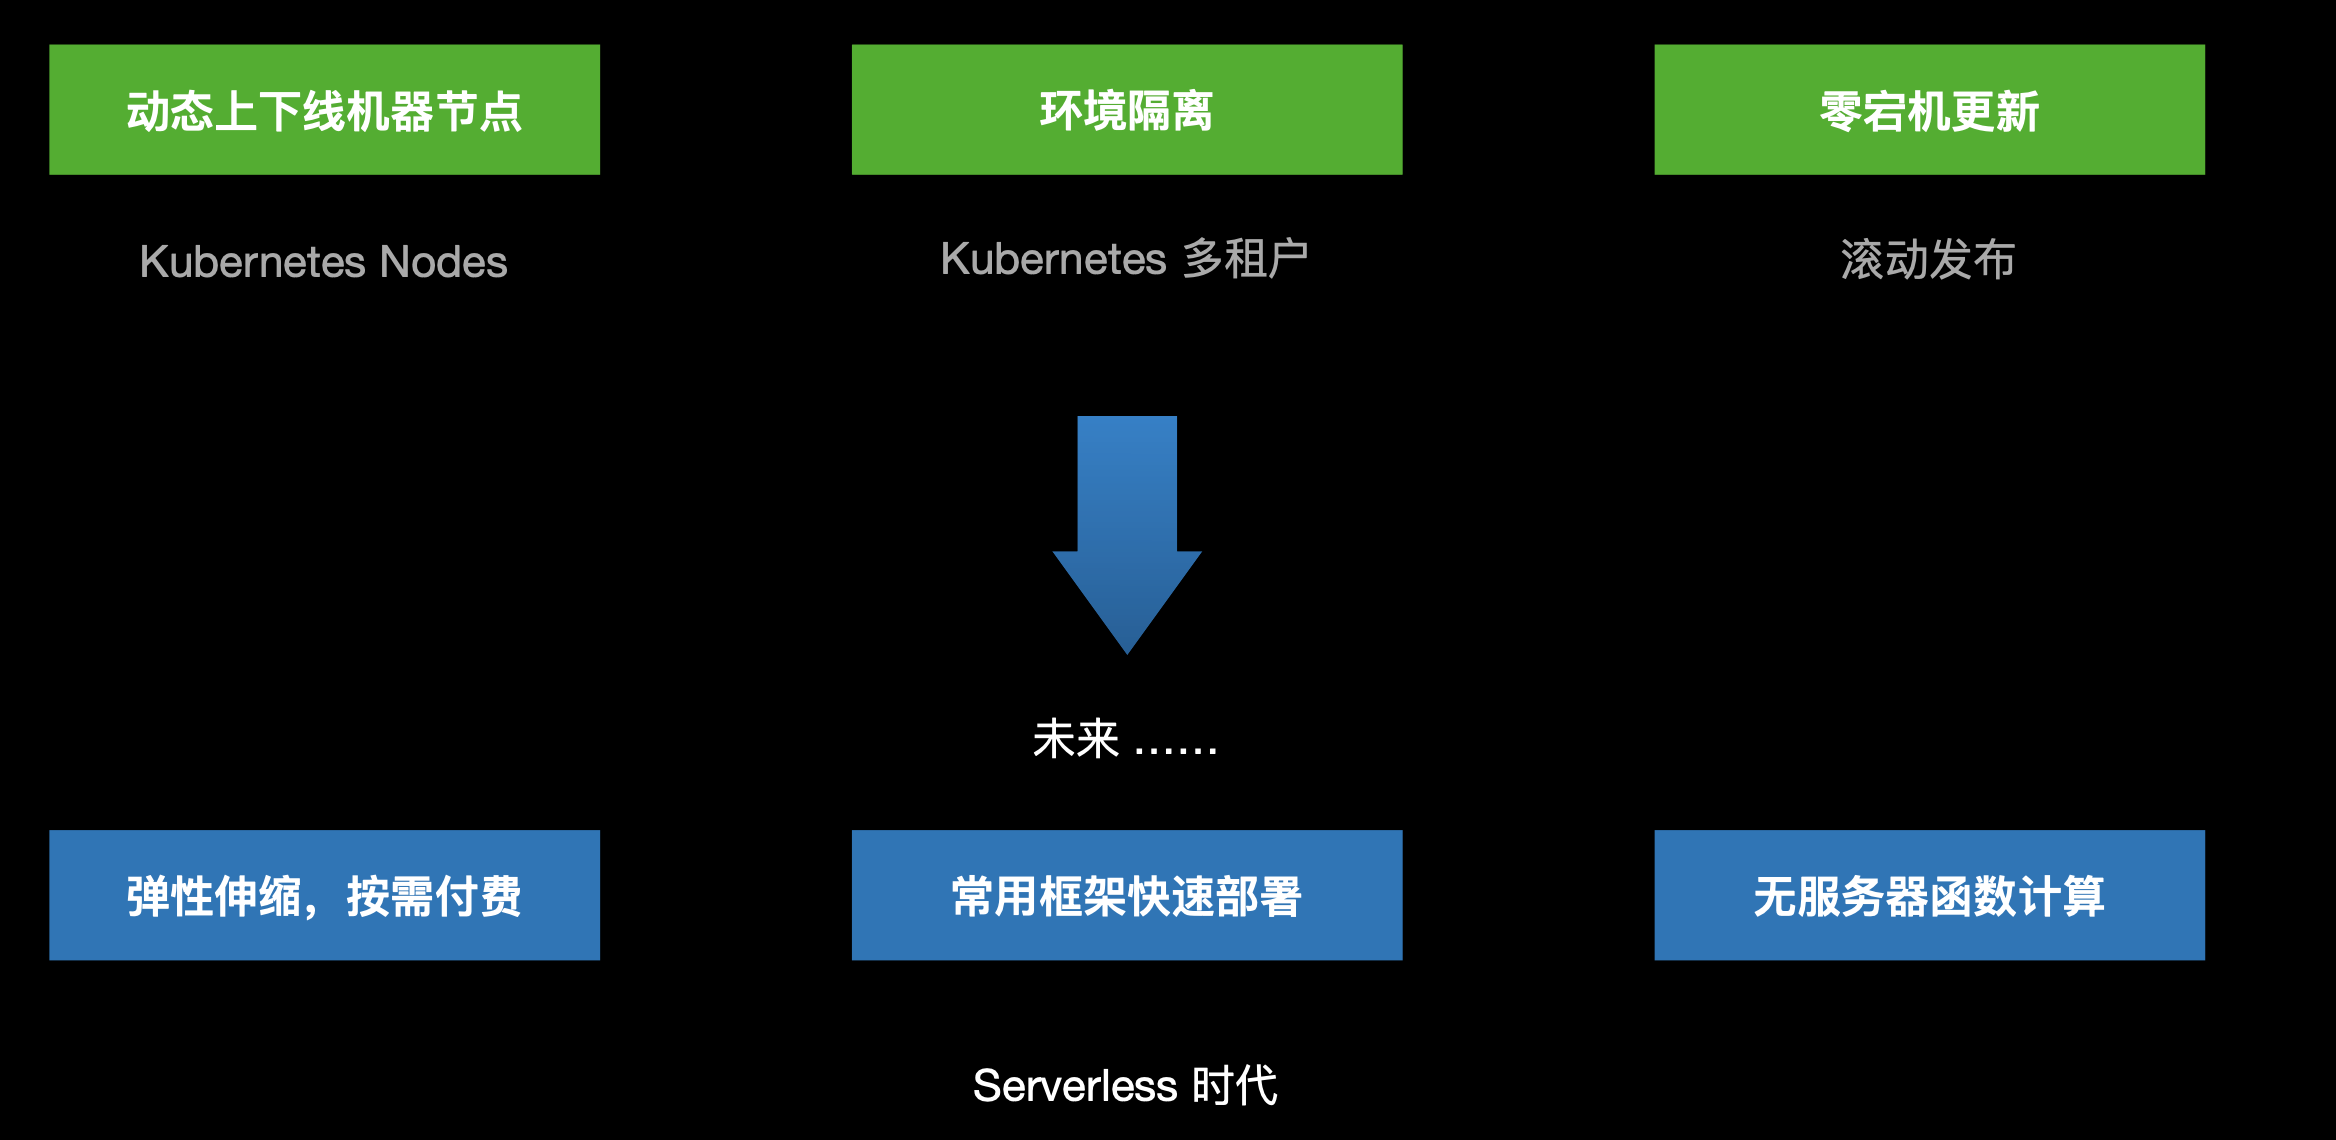 动态上下线机器节点
环境隔离
零宕机更新
Kubernetes Nodes
Kubernetes 多租户
滚动发布
未来 ……
弹性伸缩，按需付费
常用框架快速部署
无服务器函数计算
Serverless 时代